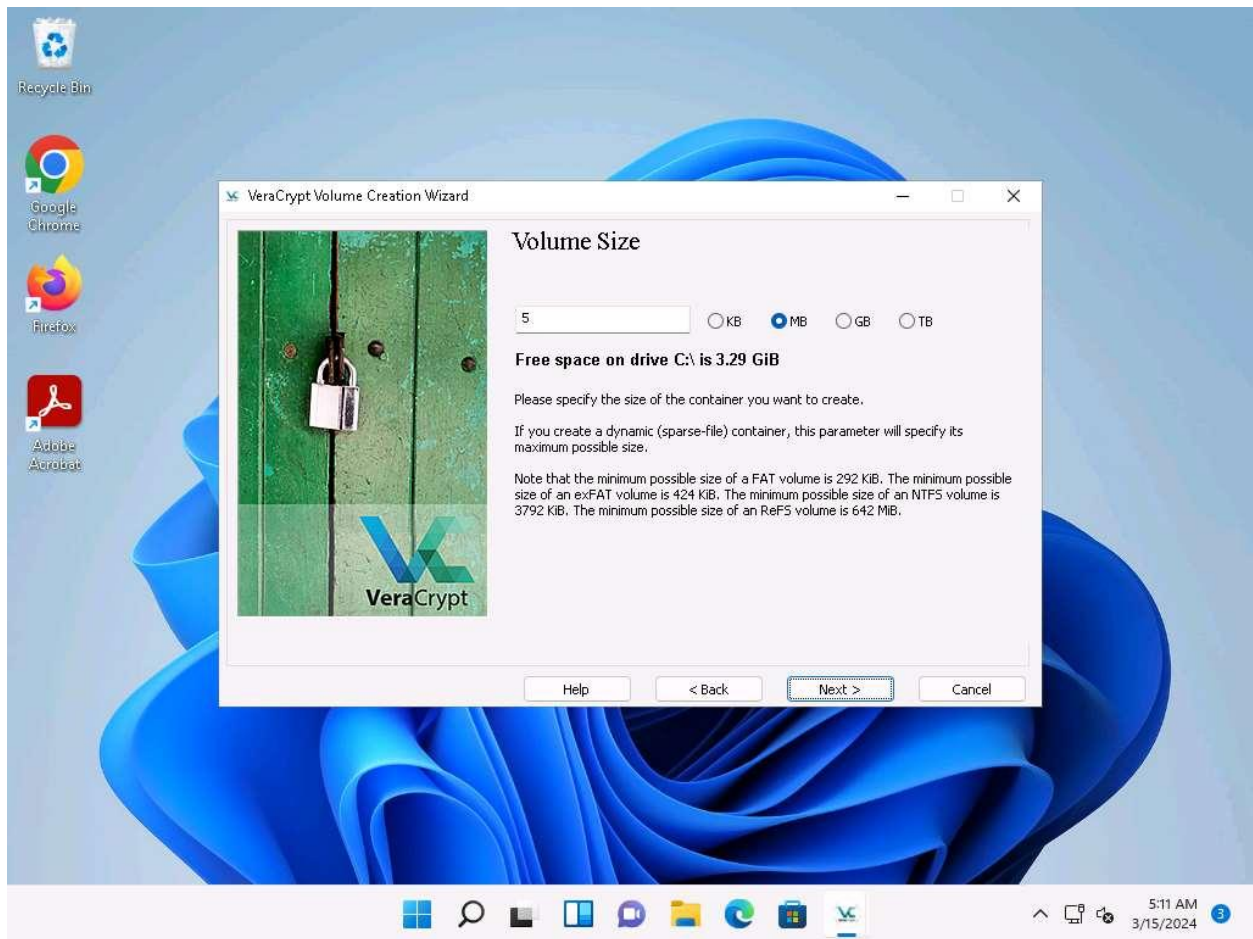 Recycle Bin
Google
Chrome
Firefox
Adobe
Acrobat
VeraCrypt Volume Creation Wizard
Volume Size
5
KB
MB
GB
TB
Free space on drive C:\ is 3.29 GiB
Please specify the size of the container you want to create.
If you create a dynamic (sparse-file) container, this parameter will specify its
maximum possible size.
Note that the minimum possible size of a FAT volume is 292 KiB. The minimum possible
size of an exFAT volume is 424 KiB. The minimum possible size of an NTFS volume is
3792 KiB. The minimum possible size of an ReFS volume is 642 MiB.
VeraCrypt
Help
< Back
Next >
Cancel
5:11 AM
3/15/2024
3